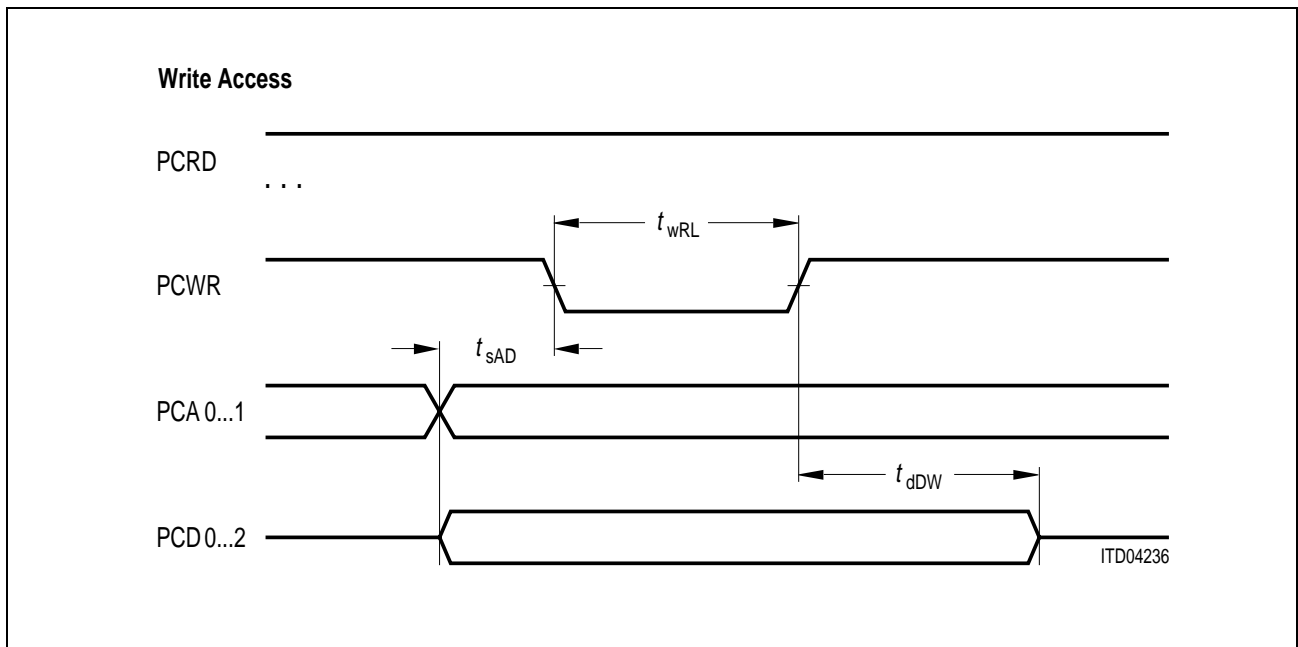 Write Access
PCRD
. . .
t wRL
PCWR
t sAD
PCA 0...1
t dDW
PCD 0...2
ITD04236